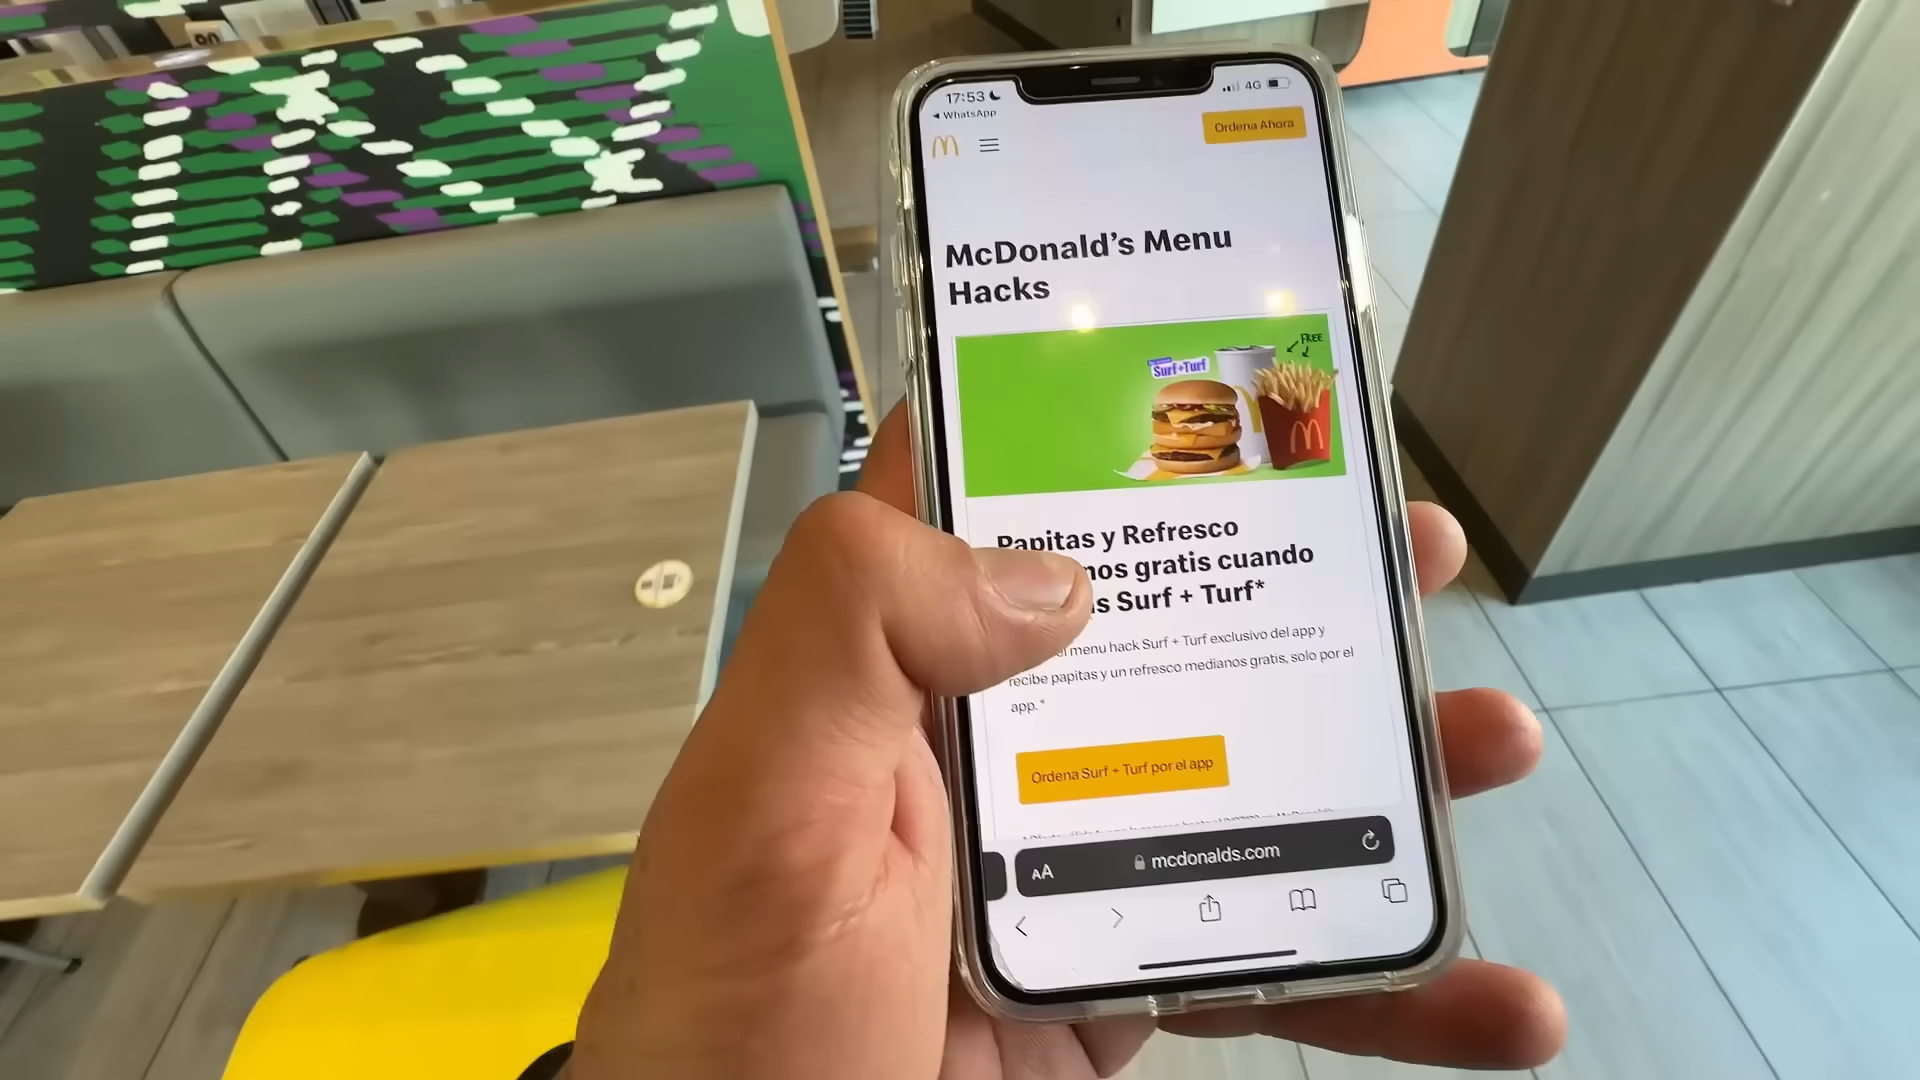 17:53
4G
WhatsApp
Ordena Ahora
McDonald's Menu
Hacks
FREE
Surf+Turf
Papitas y Refresco
nos gratis cuando
Surf + Turf*
menu hack Surf + Turf exclusivo del app y
recibe papitas y un refresco medianos gratis, solo por el
app.*
Ordena Surf + Turf por el app
AA
mcdonalds.com